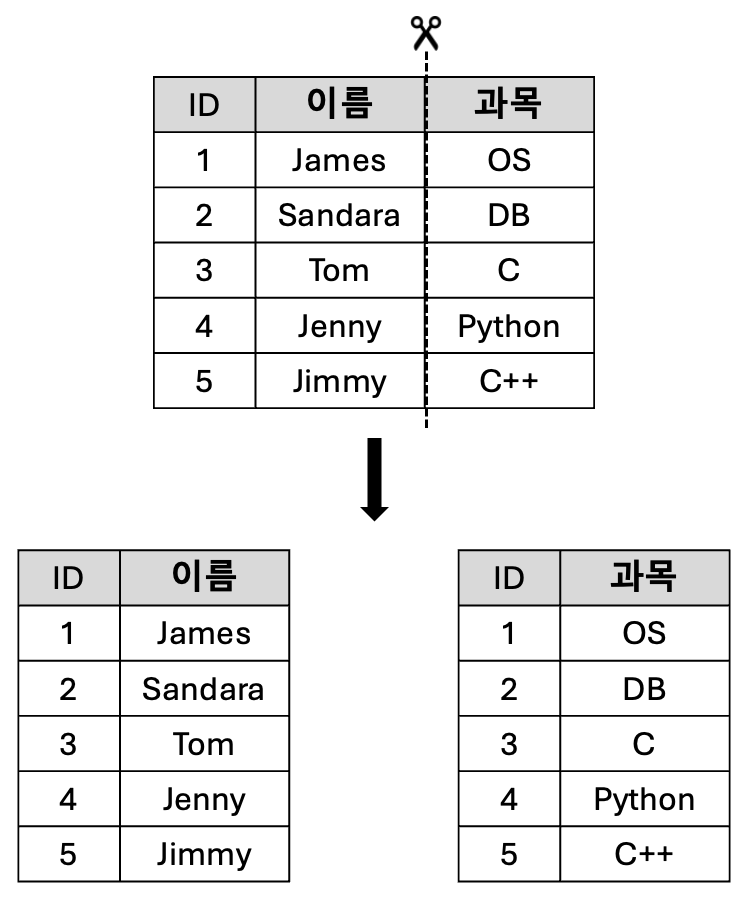 ID 이름 과목
1 James OS
2 Sandara DB
3 Tom C
4 Jenny Python
5 Jimmy C++
ID 이름
1 James
2 Sandara
3 Tom
4 Jenny
5 Jimmy
ID 과목
1 OS
2 DB
3 C
4 Python
5 C++